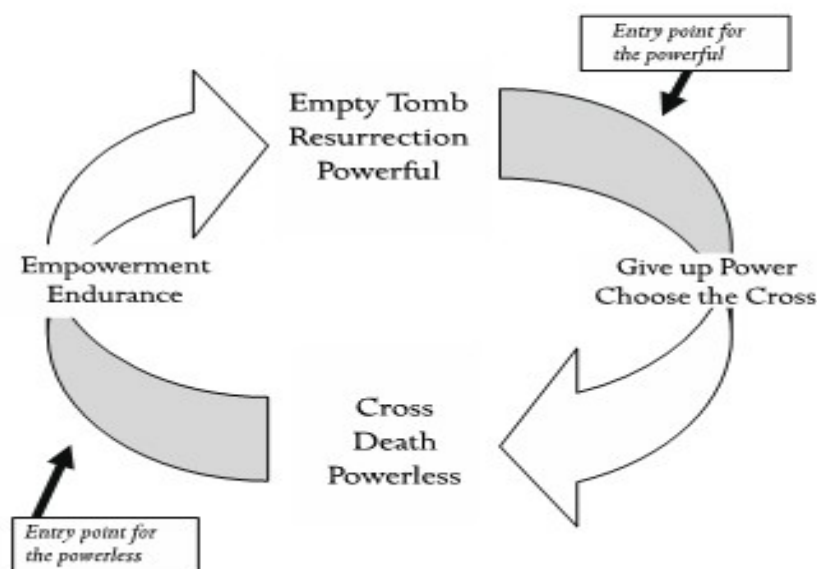 Entry point for
the powerful
Empty Tomb
Resurrection
Powerful
Give up Power
Choose the Cross
Cross
Death
Powerless
Empowerment
Endurance
Entry point for
the powerless